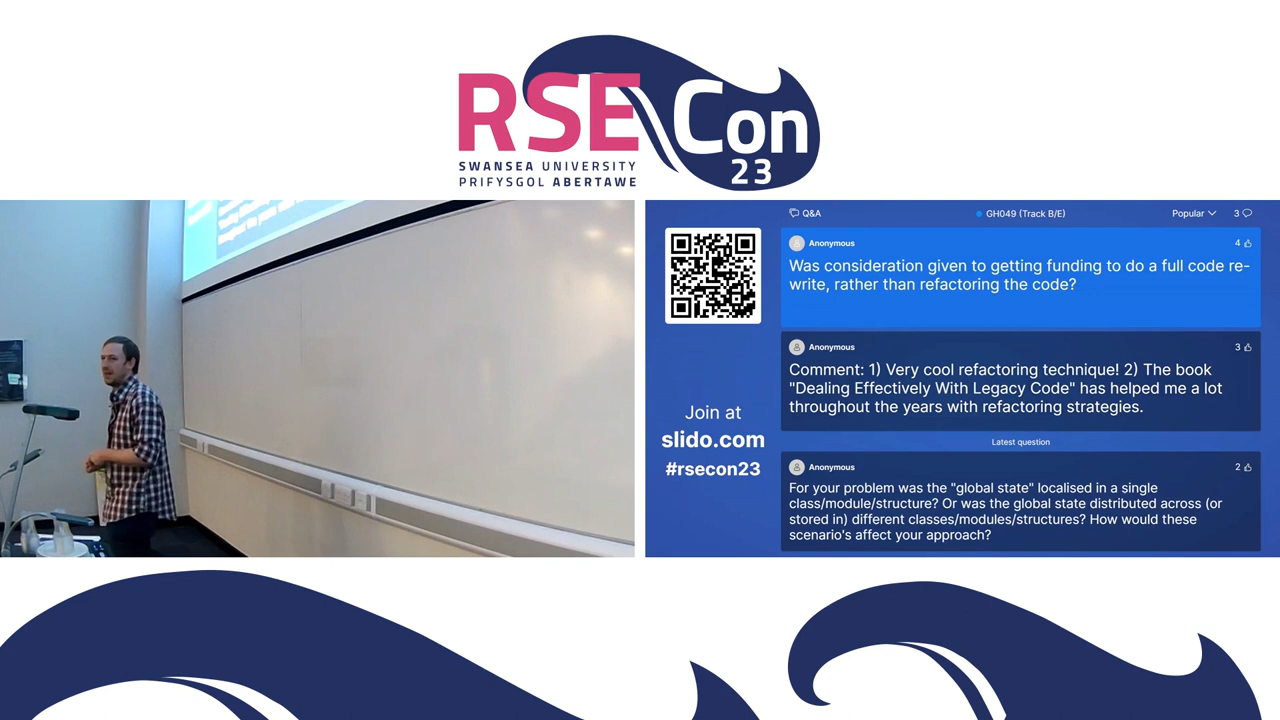 RSE Con
23
SWANSEA UNIVERSITY
PRIFYSGOL ABERTAWE
Q&A
GH049 (Track B/E)
Popular
3
Anonymous
4
Was consideration given to getting funding to do a full code re-
write, rather than refactoring the code?
Anonymous
3
Comment: 1) Very cool refactoring technique! 2) The book
"Dealing Effectively With Legacy Code" has helped me a lot
throughout the years with refactoring strategies.
Join at
slido.com
#rsecon23
Latest question
Anonymous
2
For your problem was the "global state" localised in a single
class/module/structure? Or was the global state distributed across (or
stored in) different classes/modules/structures? How would these
scenario's affect your approach?